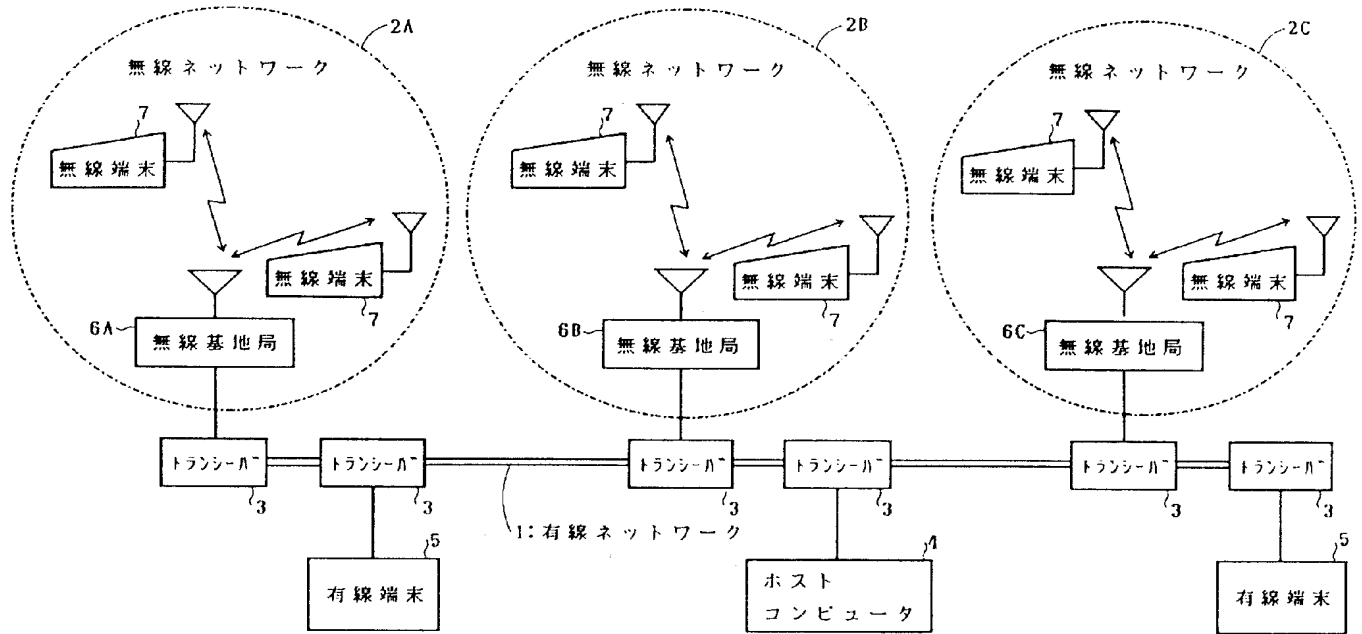 2A
無線ネットワーク
7
無線端末
無線端末
7
6A
無線基地局
2B
無線ネットワーク
7
無線端末
無線端末
7
6B
無線基地局
2C
無線ネットワーク
7
無線端末
無線端末
7
6C
無線基地局
トランシーバ
3
トランシーバ
3
トランシーバ
3
トランシーバ
3
トランシーバ
3
トランシーバ
3
1:有線ネットワーク
5
有線端末
4
ホスト
コンピュータ
5
有線端末